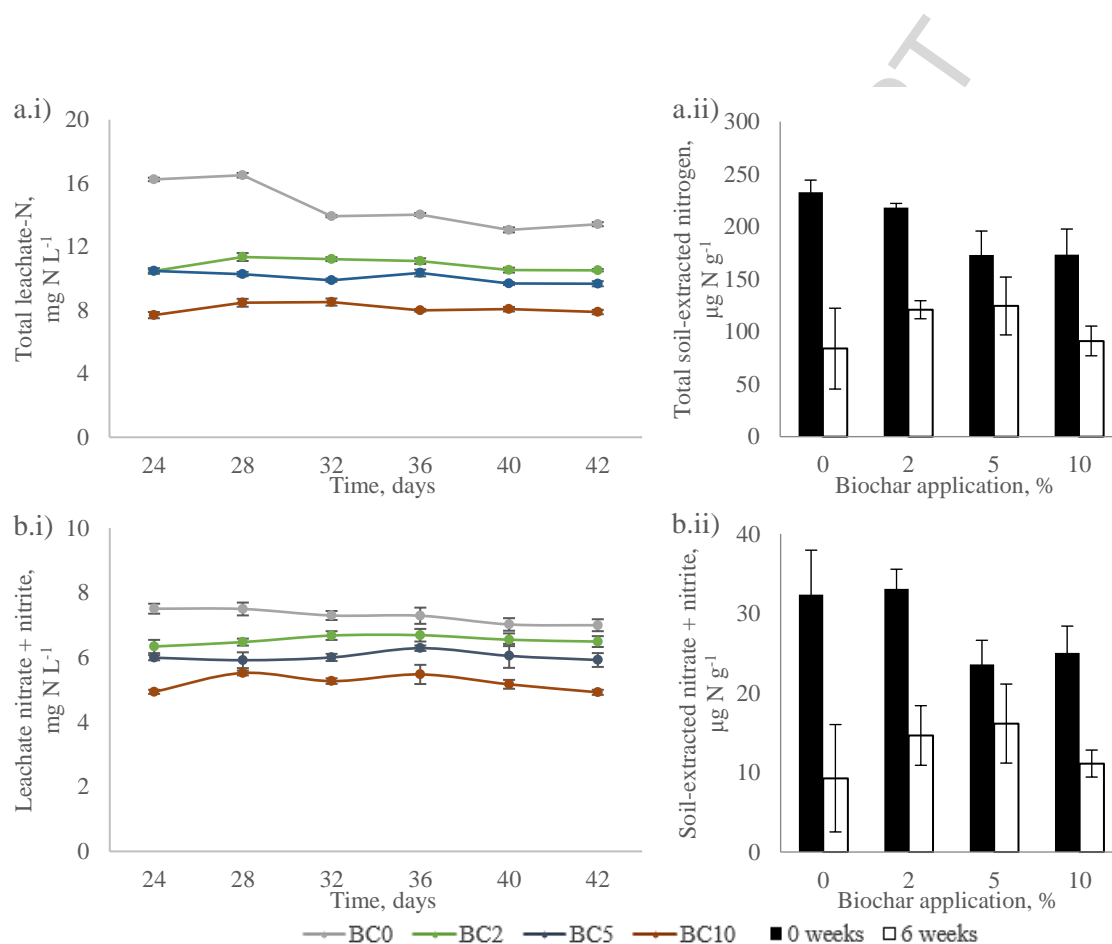 PT
a.i)
Total leachate-N,
mg N L-1
20
16
12
8
4
0
24 28 32 36 40 42
Time, days
a.ii)
Total soil-extracted nitrogen,
µg N g-1
300
250
200
150
100
50
0
0 2 5 10
Biochar application, %
b.i)
Leachate nitrate + nitrite,
mg N L-1
10
8
6
4
2
0
24 28 32 36 40 42
Time, days
b.ii)
Soil-extracted nitrate + nitrite,
µg N g-1
40
30
20
10
0
0 2 5 10
Biochar application, %
BC0 BC2 BC5 BC10 0 weeks 6 weeks